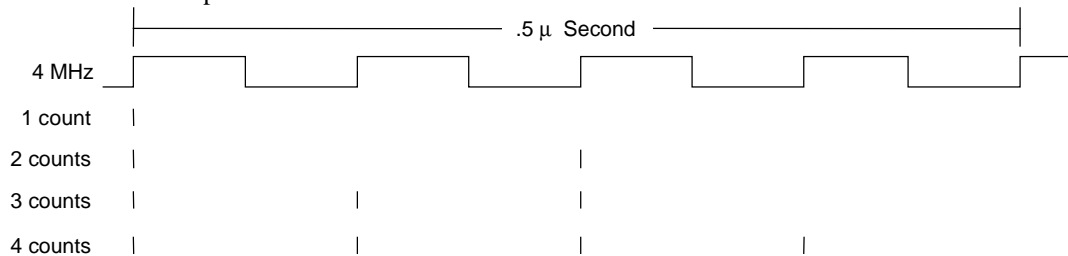 .5 μ Second
4 MHz
1 count
2 counts
3 counts
4 counts